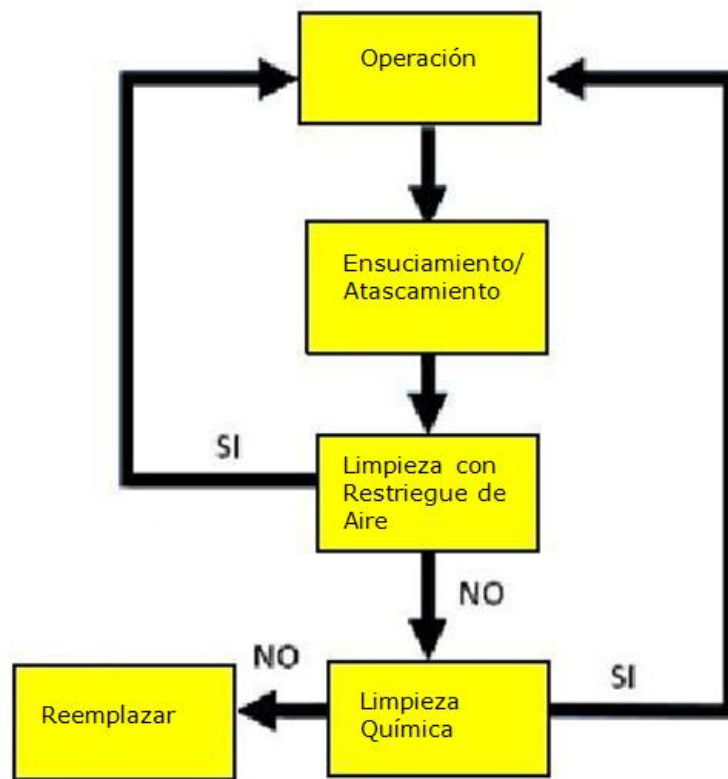 Operación
Ensuciamiento/
Atascamiento
SI
Limpieza con
Restriegue de
Aire
NO
NO
SI
Reemplazar
Limpieza
Química